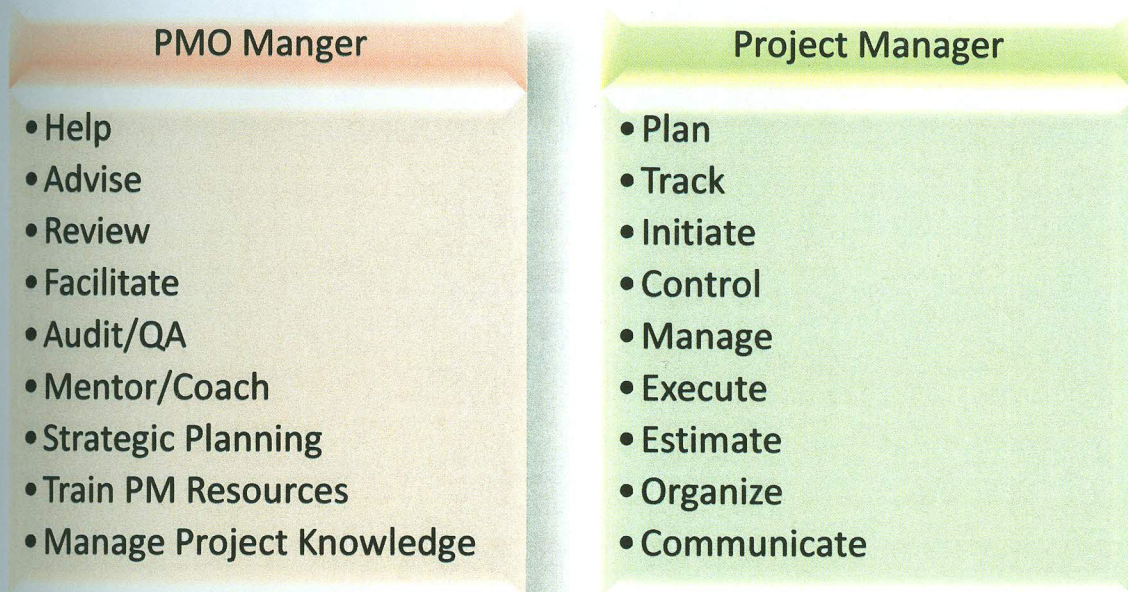 PMO Manger
• Help
• Advise
• Review
• Facilitate
• Audit/QA
• Mentor/Coach
• Strategic Planning
• Train PM Resources
• Manage Project Knowledge
Project Manager
• Plan
• Track
• Initiate
• Control
• Manage
• Execute
• Estimate
• Organize
• Communicate